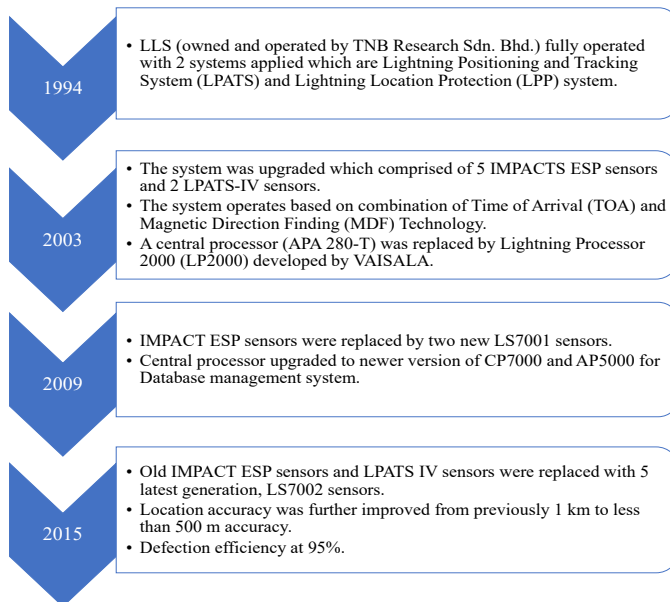 1994
• LLS (owned and operated by TNB Research Sdn. Bhd.) fully operated
with 2 systems applied which are Lightning Positioning and Tracking
System (LPATS) and Lightning Location Protection (LPP) system.
2003
• The system was upgraded which comprised of 5 IMPACTS ESP sensors
and 2 LPATS-IV sensors.
• The system operates based on combination of Time of Arrival (TOA) and
Magnetic Direction Finding (MDF) Technology.
• A central processor (APA 280-T) was replaced by Lightning Processor
2000 (LP2000) developed by VAISALA.
2009
• IMPACT ESP sensors were replaced by two new LS7001 sensors.
• Central processor upgraded to newer version of CP7000 and AP5000 for
Database management system.
2015
• Old IMPACT ESP sensors and LPATS IV sensors were replaced with 5
latest generation, LS7002 sensors.
• Location accuracy was further improved from previously 1 km to less
than 500 m accuracy.
• Defection efficiency at 95%.